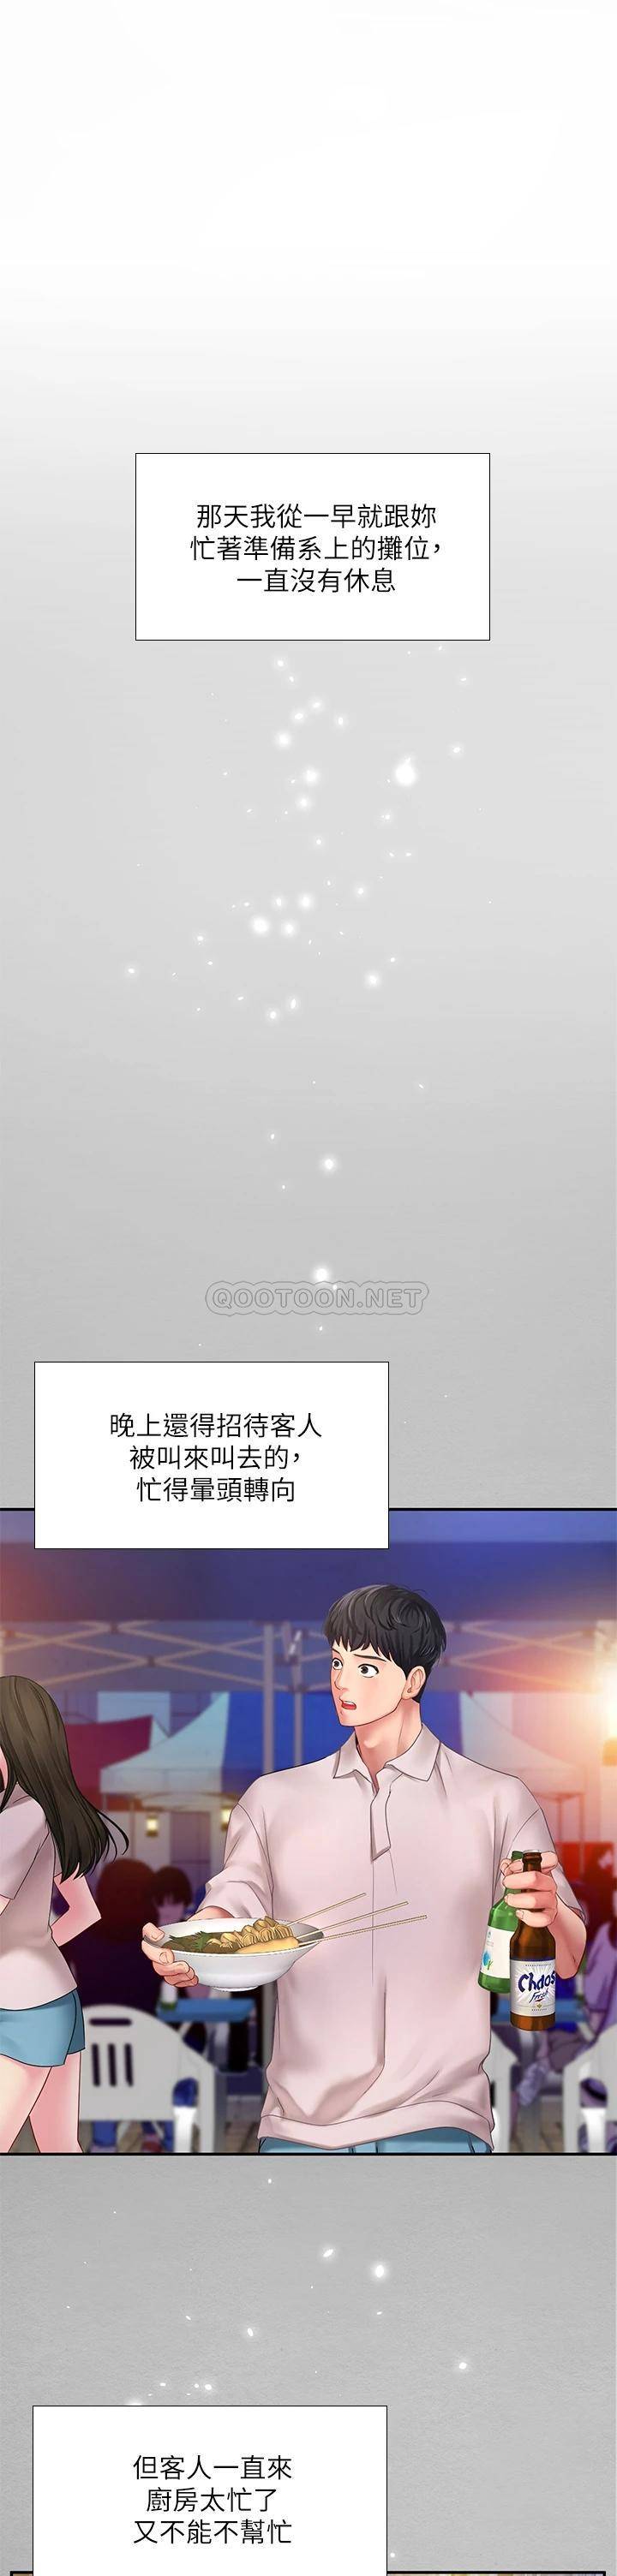 那天我從一早就跟妳
忙著準備系上的攤位，
一直沒有休息
QOOTOON.NET
晚上還得招待客人
被叫來叫去的，
忙得暈頭轉向
Chaos
Fresh
但客人一直來
廚房太忙了
又不能不幫忙